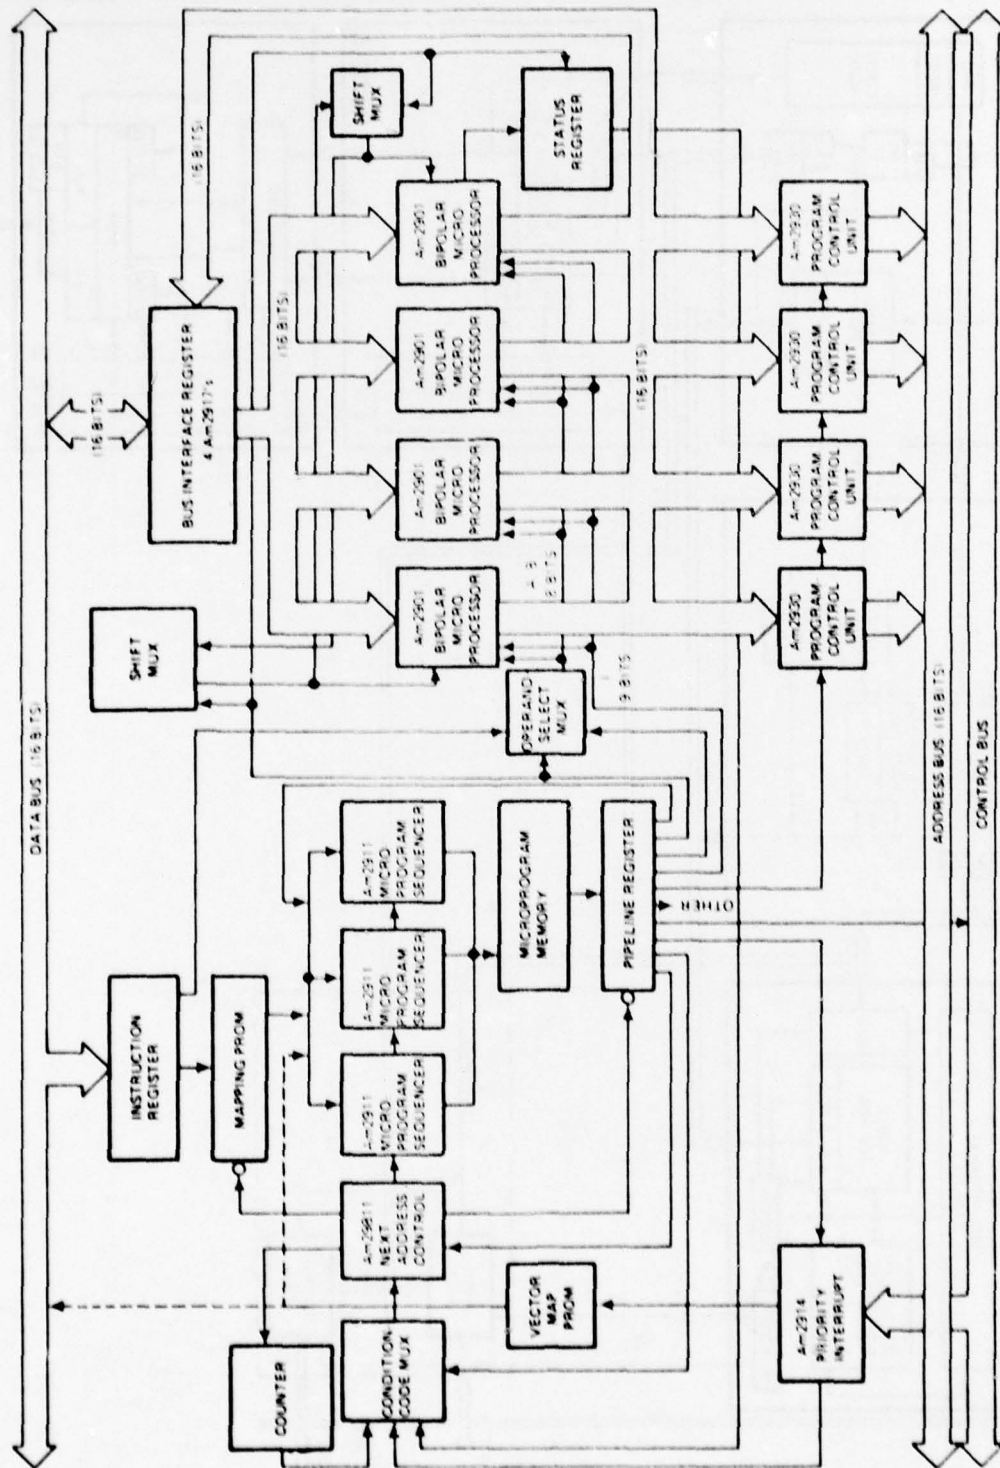 DATA BUS (16 BITS)
(16 BITS)
(16 BITS)
BUS INTERFACE REGISTER
4 Am2917's
SHIFT
MUX
SHIFT
MUX
INSTRUCTION
REGISTER
MAPPING PROM
(16 BITS)
COUNTER
CONDITION
CODE MUX
Am29811
NEXT
ADDRESS
CONTROL
Am2911
MICRO-
PROGRAM
SEQUENCER
Am2911
MICRO
PROGRAM
SEQUENCER
Am2911
MICRO
PROGRAM
SEQUENCER
Am2901
BIPOLAR
MICRO
PROCESSOR
Am2901
BIPOLAR
MICRO
PROCESSOR
Am2901
BIPOLAR
MICRO
PROCESSOR
Am2901
BIPOLAR
MICRO
PROCESSOR
STATUS
REGISTER
VECTOR
MAP
PROM
MICROPROGRAM
MEMORY
OPERAND
SELECT
MUX
A B
8 BITS
I
9 BITS
(16 BITS)
PIPELINE REGISTER
OTHER
Am2914
PRIORITY
INTERRUPT
Am2930
PROGRAM-
CONTROL
UNIT
Am2930
PROGRAM
CONTROL
UNIT
Am2930
PROGRAM
CONTROL
UNIT
Am2930
PROGRAM
CONTROL
UNIT
ADDRESS BUS (16 BITS)
CONTROL BUS